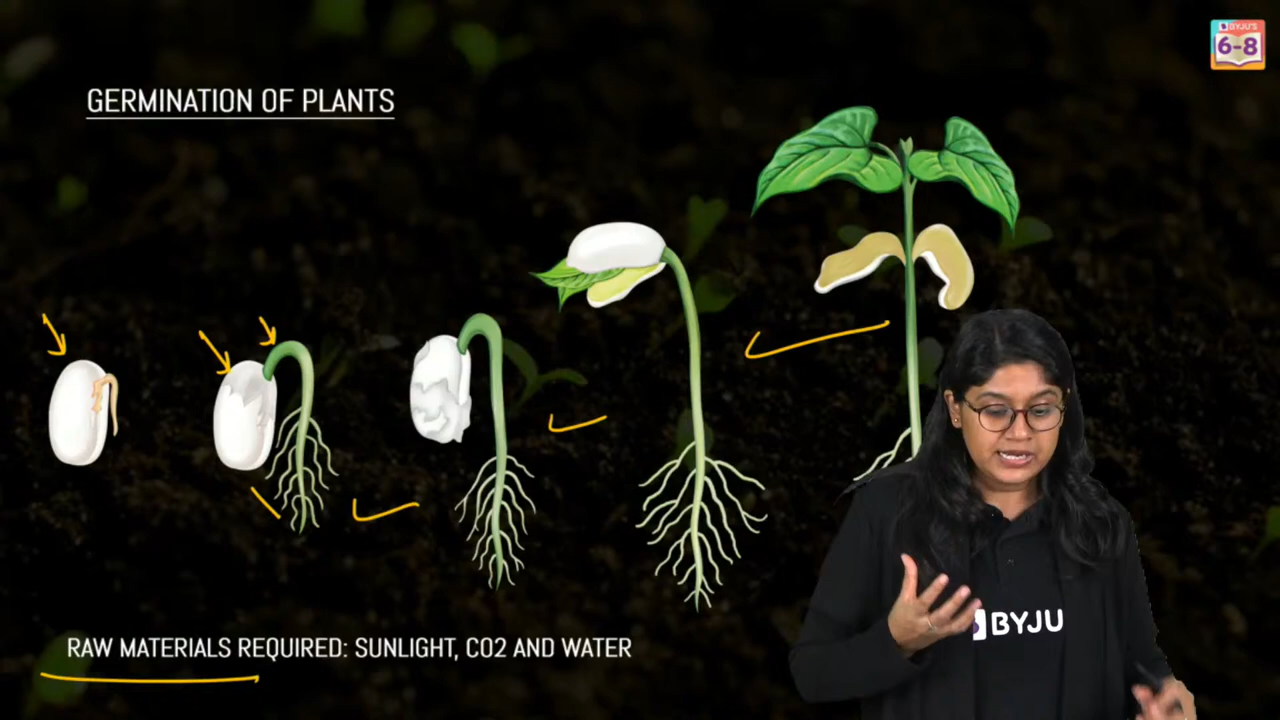 BYJU'S
6-8
GERMINATION OF PLANTS
BYJU
RAW MATERIALS REQUIRED: SUNLIGHT, CO2 AND WATER